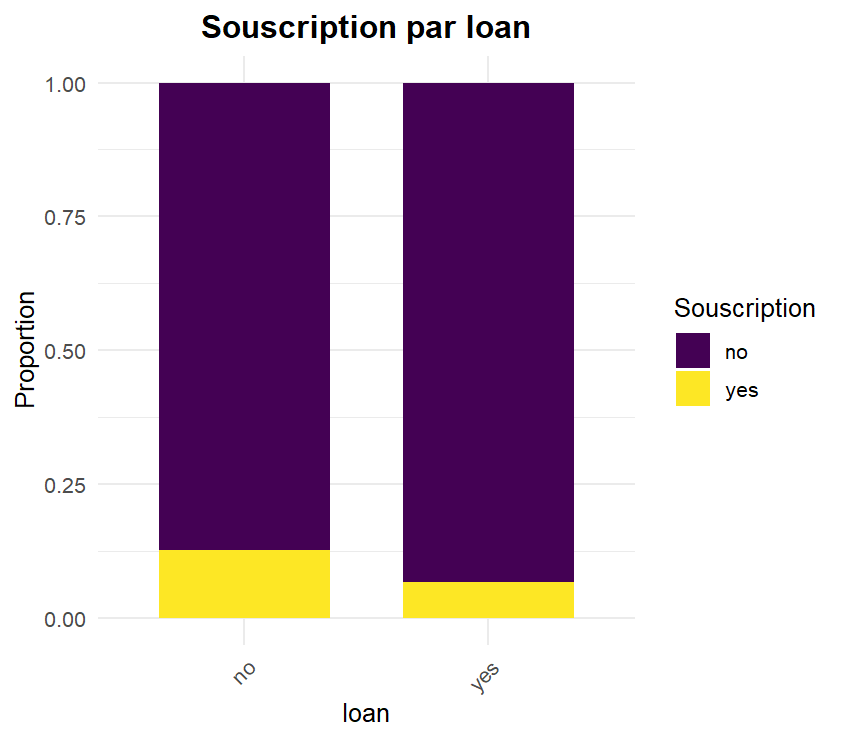 Souscription par loan
1.00
0.75
0.50
0.25
0.00
Proportion
no
yes
loan
Souscription
no
yes